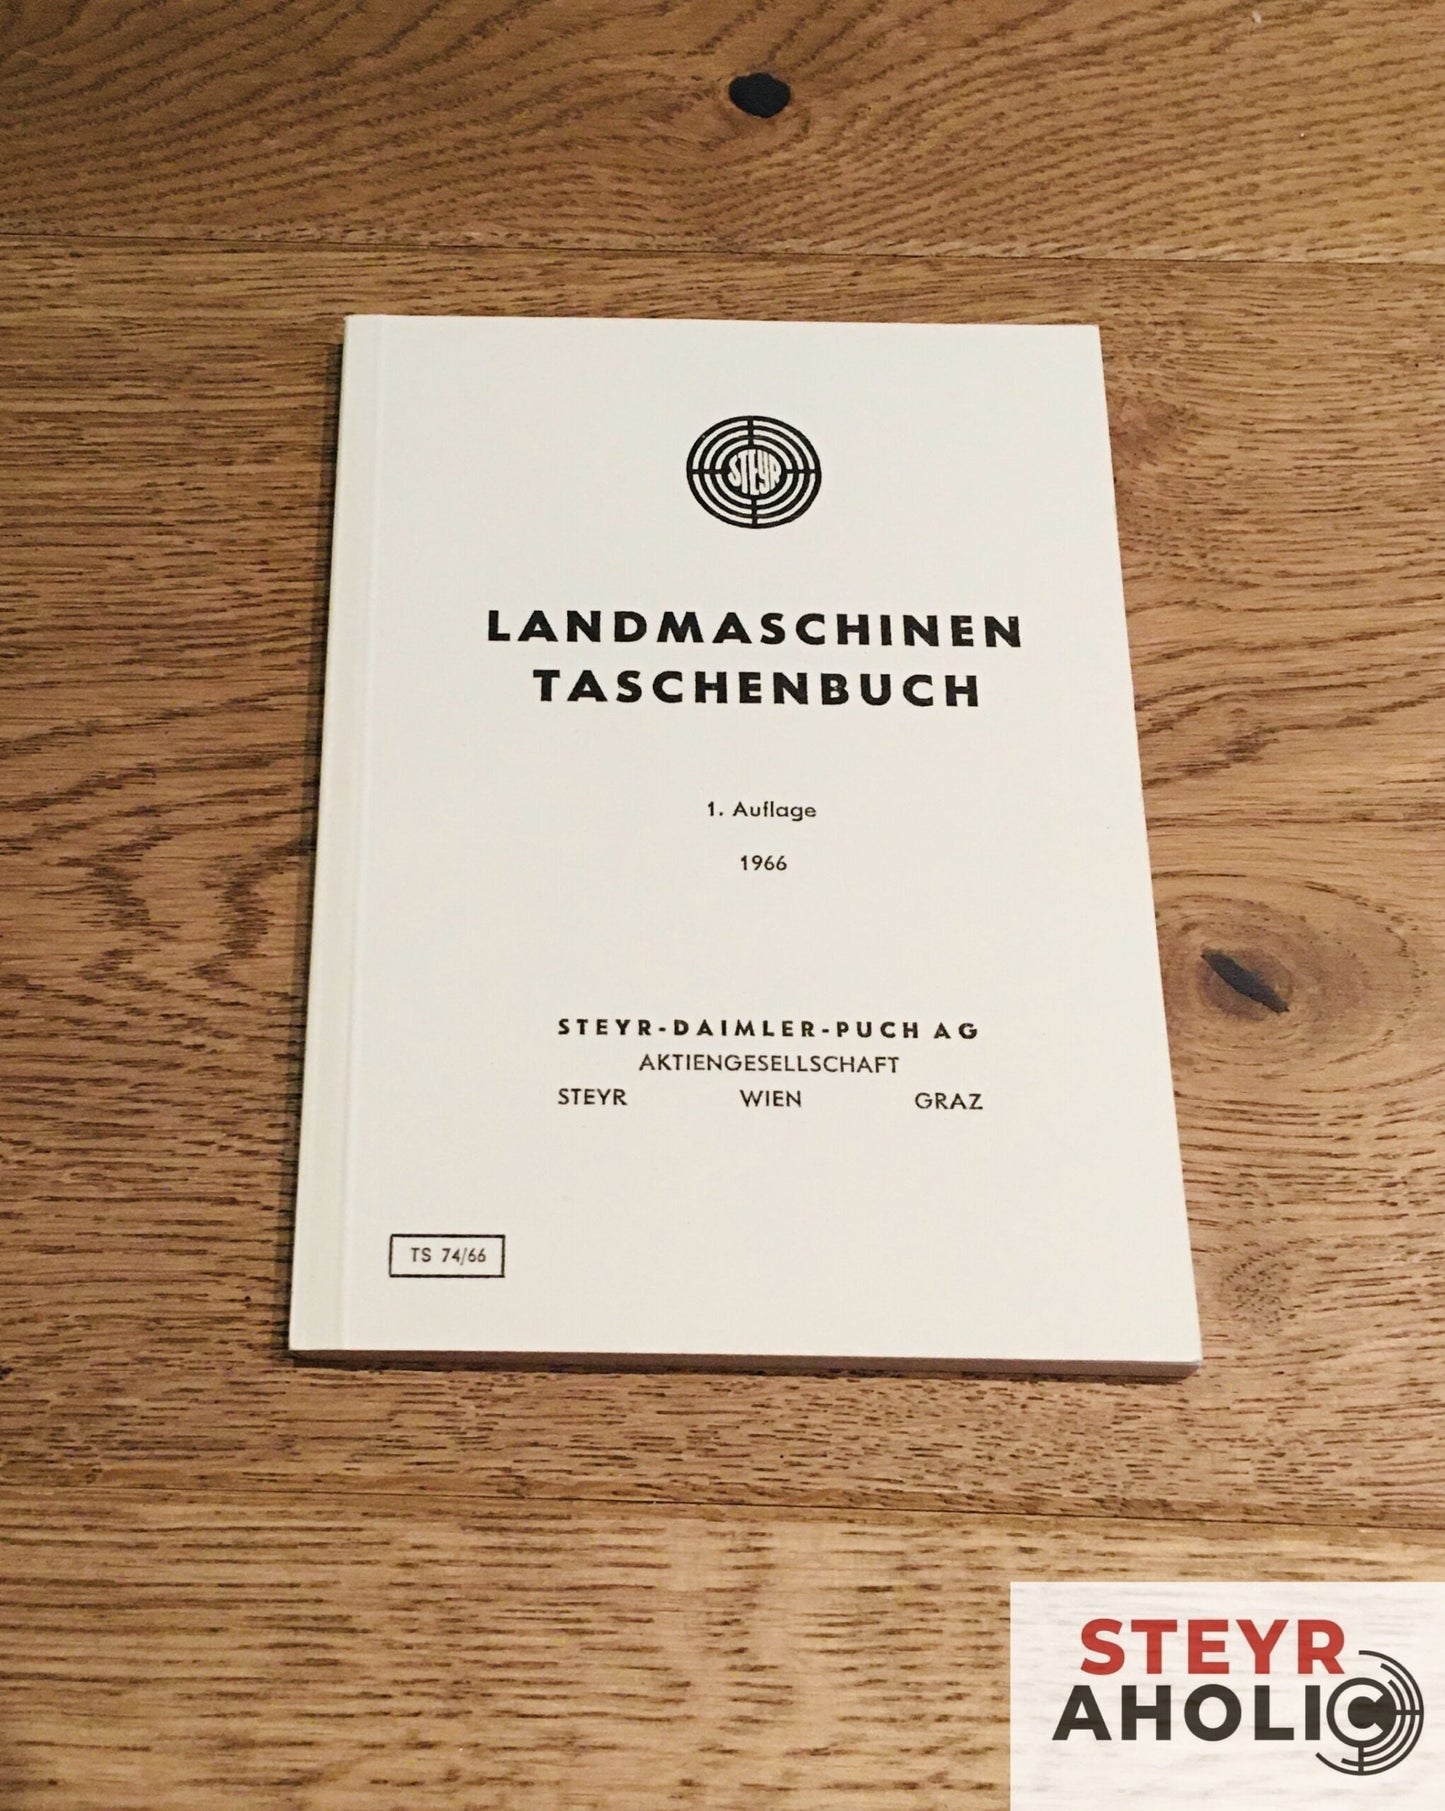 STEYR
LANDMASCHINEN
TASCHENBUCH
1. Auflage
1966
STEYR-DAIMLER-PUCH AG
AKTIENGESELLSCHAFT
STEYR WIEN GRAZ
TS 74/66
STEYR
AHOLIC